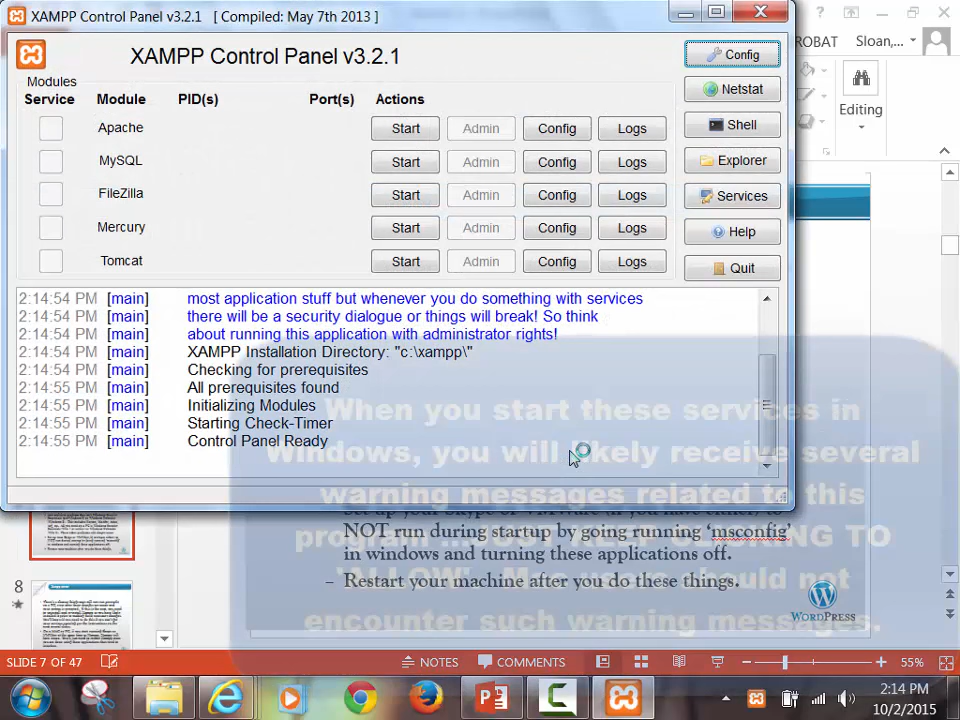 XAMPP Control Panel v3.2.1 [ Compiled: May 7th 2013 ]
XAMPP Control Panel v3.2.1
Modules
Service Module PID(s) Port(s) Actions
Apache Start Admin Config Logs
MySQL Start Admin Config Logs
FileZilla Start Admin Config Logs
Mercury Start Admin Config Logs
Tomcat Start Admin Config Logs
Config
Netstat
Shell
Explorer
Services
Help
Quit
2:14:54 PM [main] most application stuff but whenever you do something with services
2:14:54 PM [main] there will be a security dialogue or things will break! So think
2:14:54 PM [main] about running this application with administrator rights!
2:14:54 PM [main] XAMPP Installation Directory: "c:\xampp\"
2:14:54 PM [main] Checking for prerequisites
2:14:55 PM [main] All prerequisites found
2:14:55 PM [main] Initializing Modules
2:14:55 PM [main] Starting Check-Timer
2:14:55 PM [main] Control Panel Ready
ROBAT Sloan,...
Editing
When you start these services in
Windows, you will likely receive several
warning messages related to this
TO
should not
encounter such warning messages.
NOT run during startup by going running 'msconfig'
in windows and turning these applications off.
– Restart your machine after you do these things.
WORDPRESS
8
SLIDE 7 OF 47 NOTES COMMENTS 55%
2:14 PM
10/2/2015